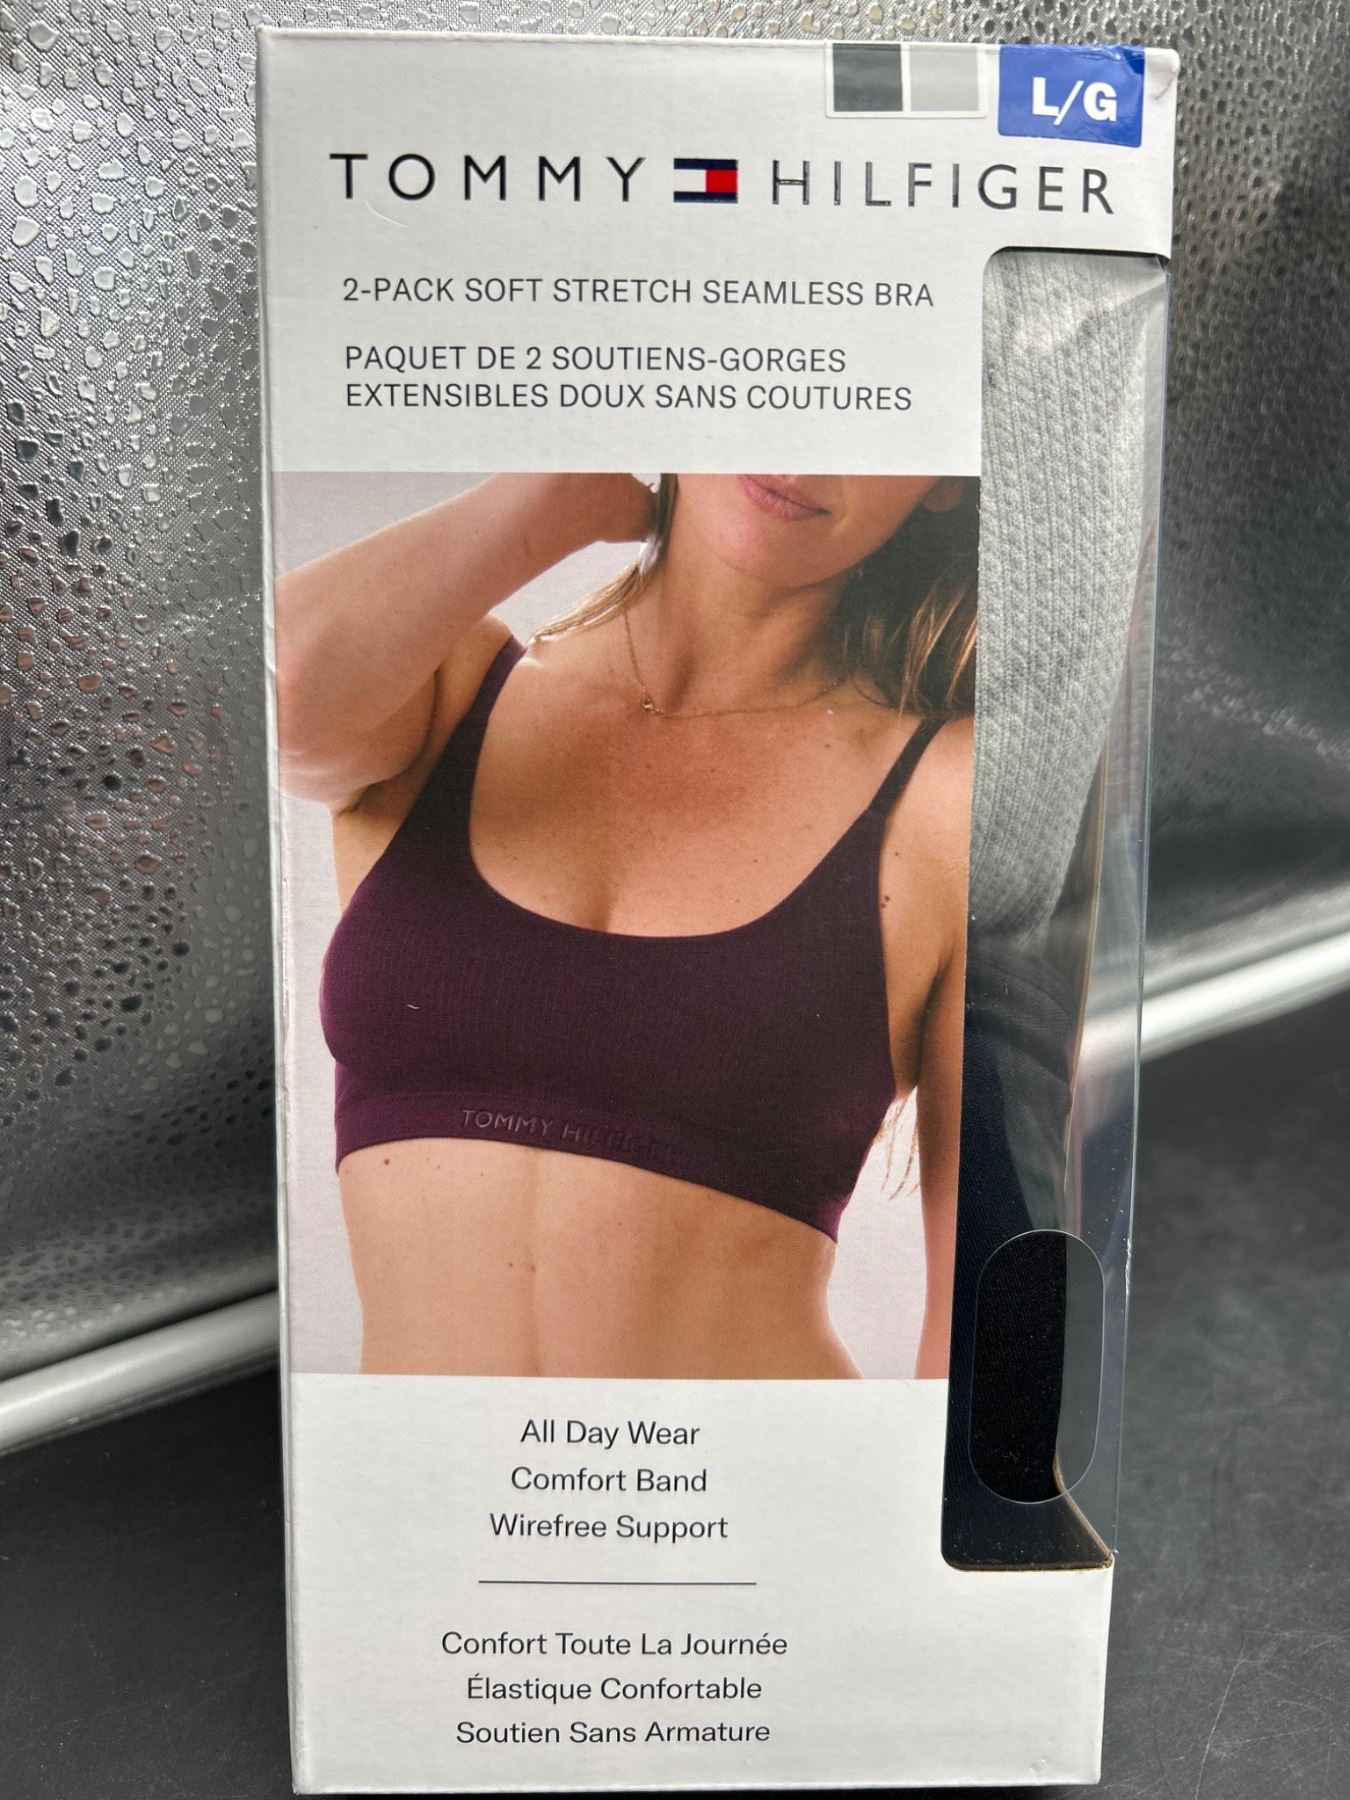 L/G
TOMMY HILFIGER
2-PACK SOFT STRETCH SEAMLESS BRA
PAQUET DE 2 SOUTIENS-GORGES
EXTENSIBLES DOUX SANS COUTURES
TOMMY HILFIGER
All Day Wear
Comfort Band
Wirefree Support
Confort Toute La Journée
Élastique Confortable
Soutien Sans Armature